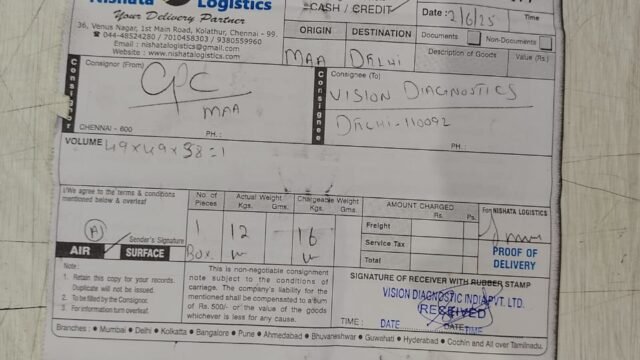 Nishata Logistics
Your Delivery Partner
36, Venus Nagar, 1st Main Road, Kolathur, Chennai - 99.
☎ 044-48524280 / 7010458303 / 9380559960
Email : nishatalogistics@gmail.com
Website : www.nishatalogistics.com
CASH / CREDIT
Date : 2/6/25
Time
ORIGIN
DESTINATION
MAA
DALHI
Documents
Non-Documents
Description of Goods
Value (Rs.)
Consignor
Consignor (From)
CPC
MAA
CHENNAI - 600
PH. :
Consignee
Consignee (To)
VISION DIAGNOSTICS
DALHI-110092
PH. :
VOLUME 49x49x38=1
I/We agree to the terms & conditions
mentioned below & overleaf
A
Sender's Signature
AIR
SURFACE
No. of Pieces
Actual Weight
Kgs. Gms.
Chargeable Weight
Kgs. Gms.
1
Box.
12
16
AMOUNT CHARGED
Rs. Ps.
Freight
Service Tax
Total
For NISHATA LOGISTICS
PROOF OF
DELIVERY
Note :
1. Retain this copy for your records.
Duplicate will not be issued.
2. To be filled by the Consignor.
3. For information turn overleaf.
This is non-negotiable consignment
note subject to the conditions of
carriage. The company's liability for the
mentioned shall be compensated to a sum
of Rs. 500/- or the value of the goods
whichever is less for any cause.
SIGNATURE OF RECEIVER WITH RUBBER STAMP
VISION DIAGNOSTIC INDIA PVT. LTD.
RECEIVED
TIME :
DATE
DATE:
TIME
Branches : • Mumbai • Delhi • Kolkatta • Bangalore • Pune • Ahmedabad • Bhuvaneshwar • Guwahati • Hyderabad • Cochin and All over Tamilnadu.